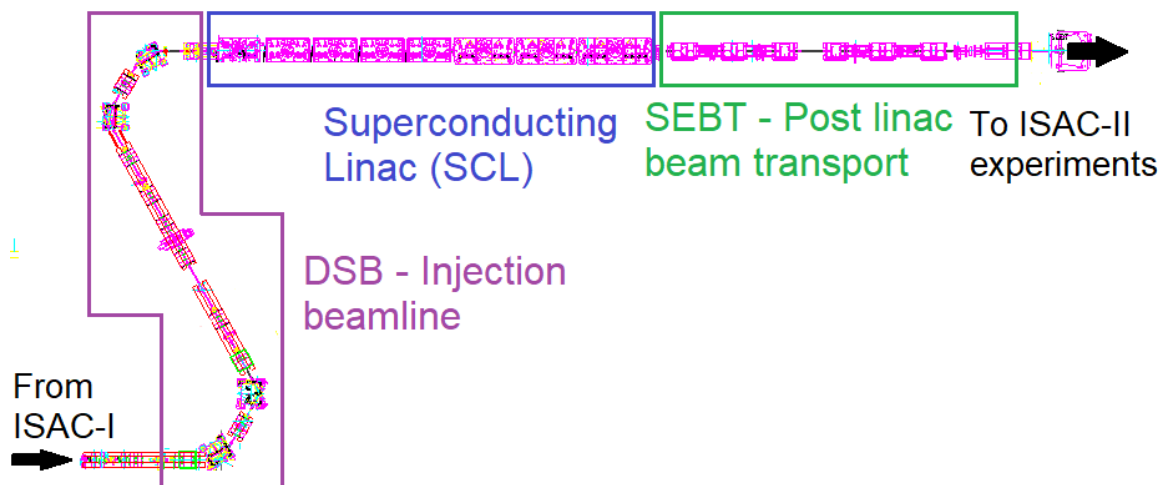 Superconducting
Linac (SCL)
SEBT - Post linac
beam transport
To ISAC-II
experiments
DSB - Injection
beamline
From
ISAC-I